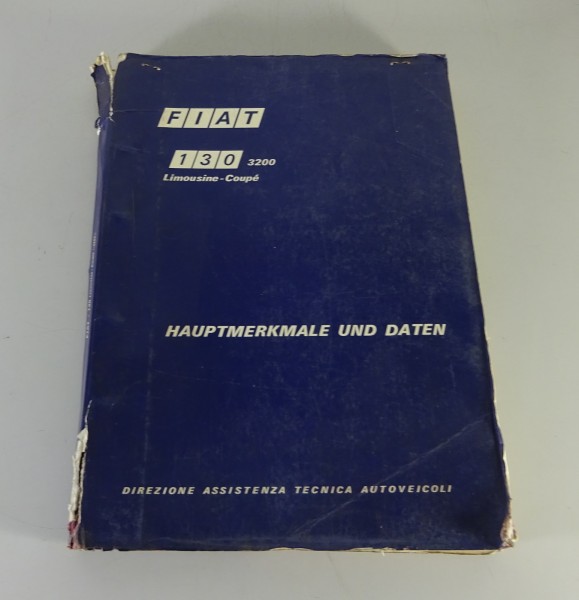 FIAT
130 3200
Limousine-Coupé
HAUPTMERKMALE UND DATEN
DIREZIONE ASSISTENZA TECNICA AUTOVEICOLI